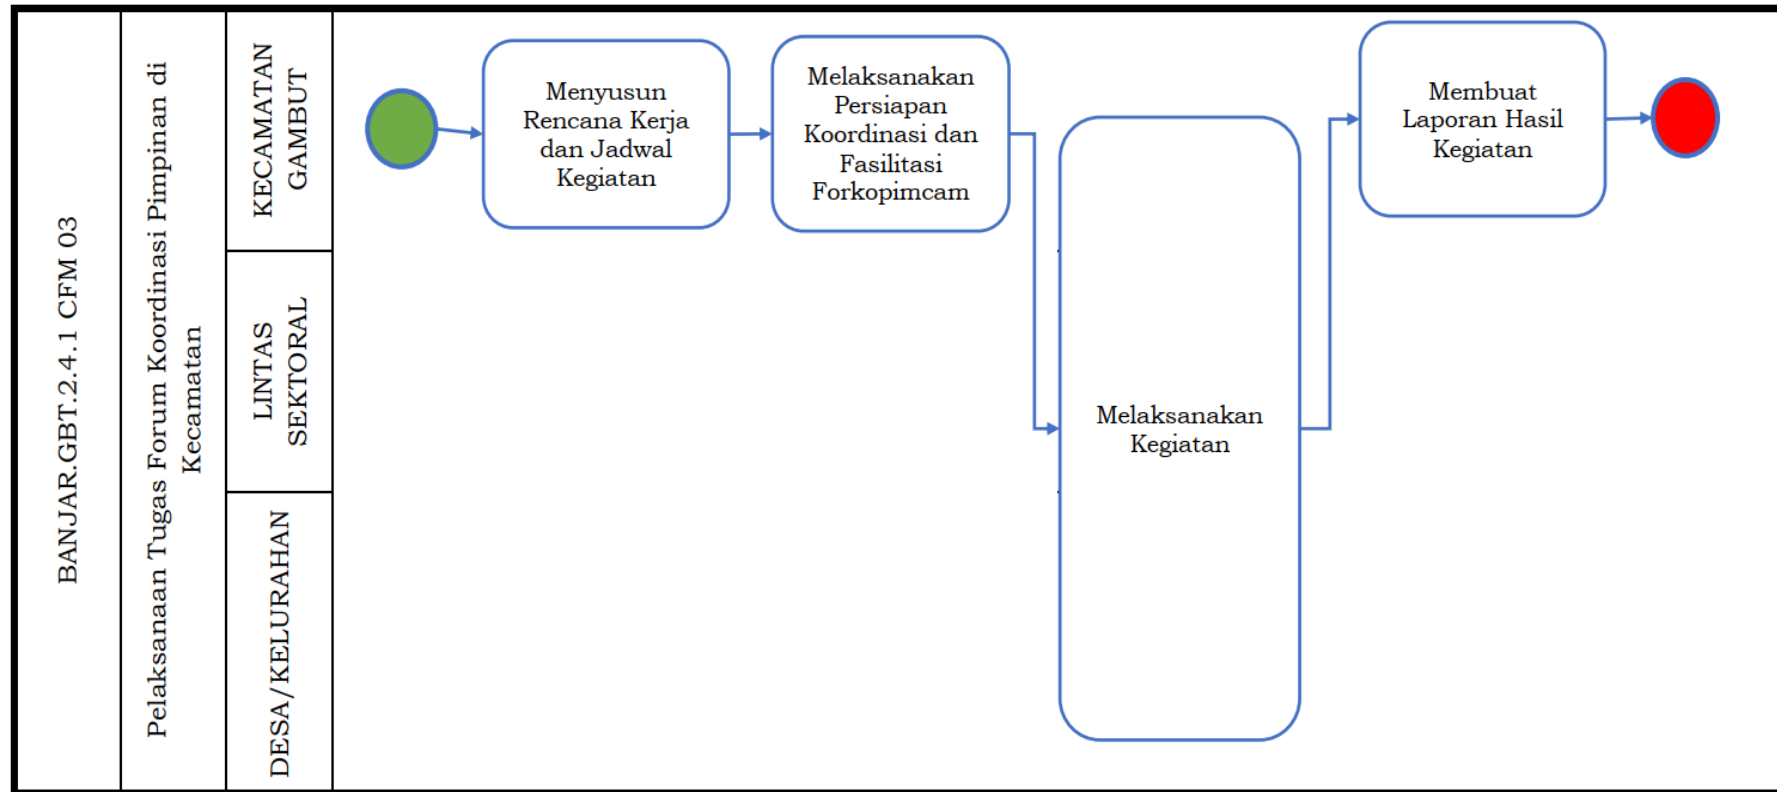 BANJAR.GBT.2.4.1 CFM 03
Pelaksanaan Tugas Forum Koordinasi Pimpinan di
Kecamatan
KECAMATAN
GAMBUT
LINTAS
SEKTORAL
DESA/KELURAHAN
Menyusun
Rencana Kerja
dan Jadwal
Kegiatan
Melaksanakan
Persiapan
Koordinasi dan
Fasilitasi
Forkopimcam
Melaksanakan
Kegiatan
Membuat
Laporan Hasil
Kegiatan